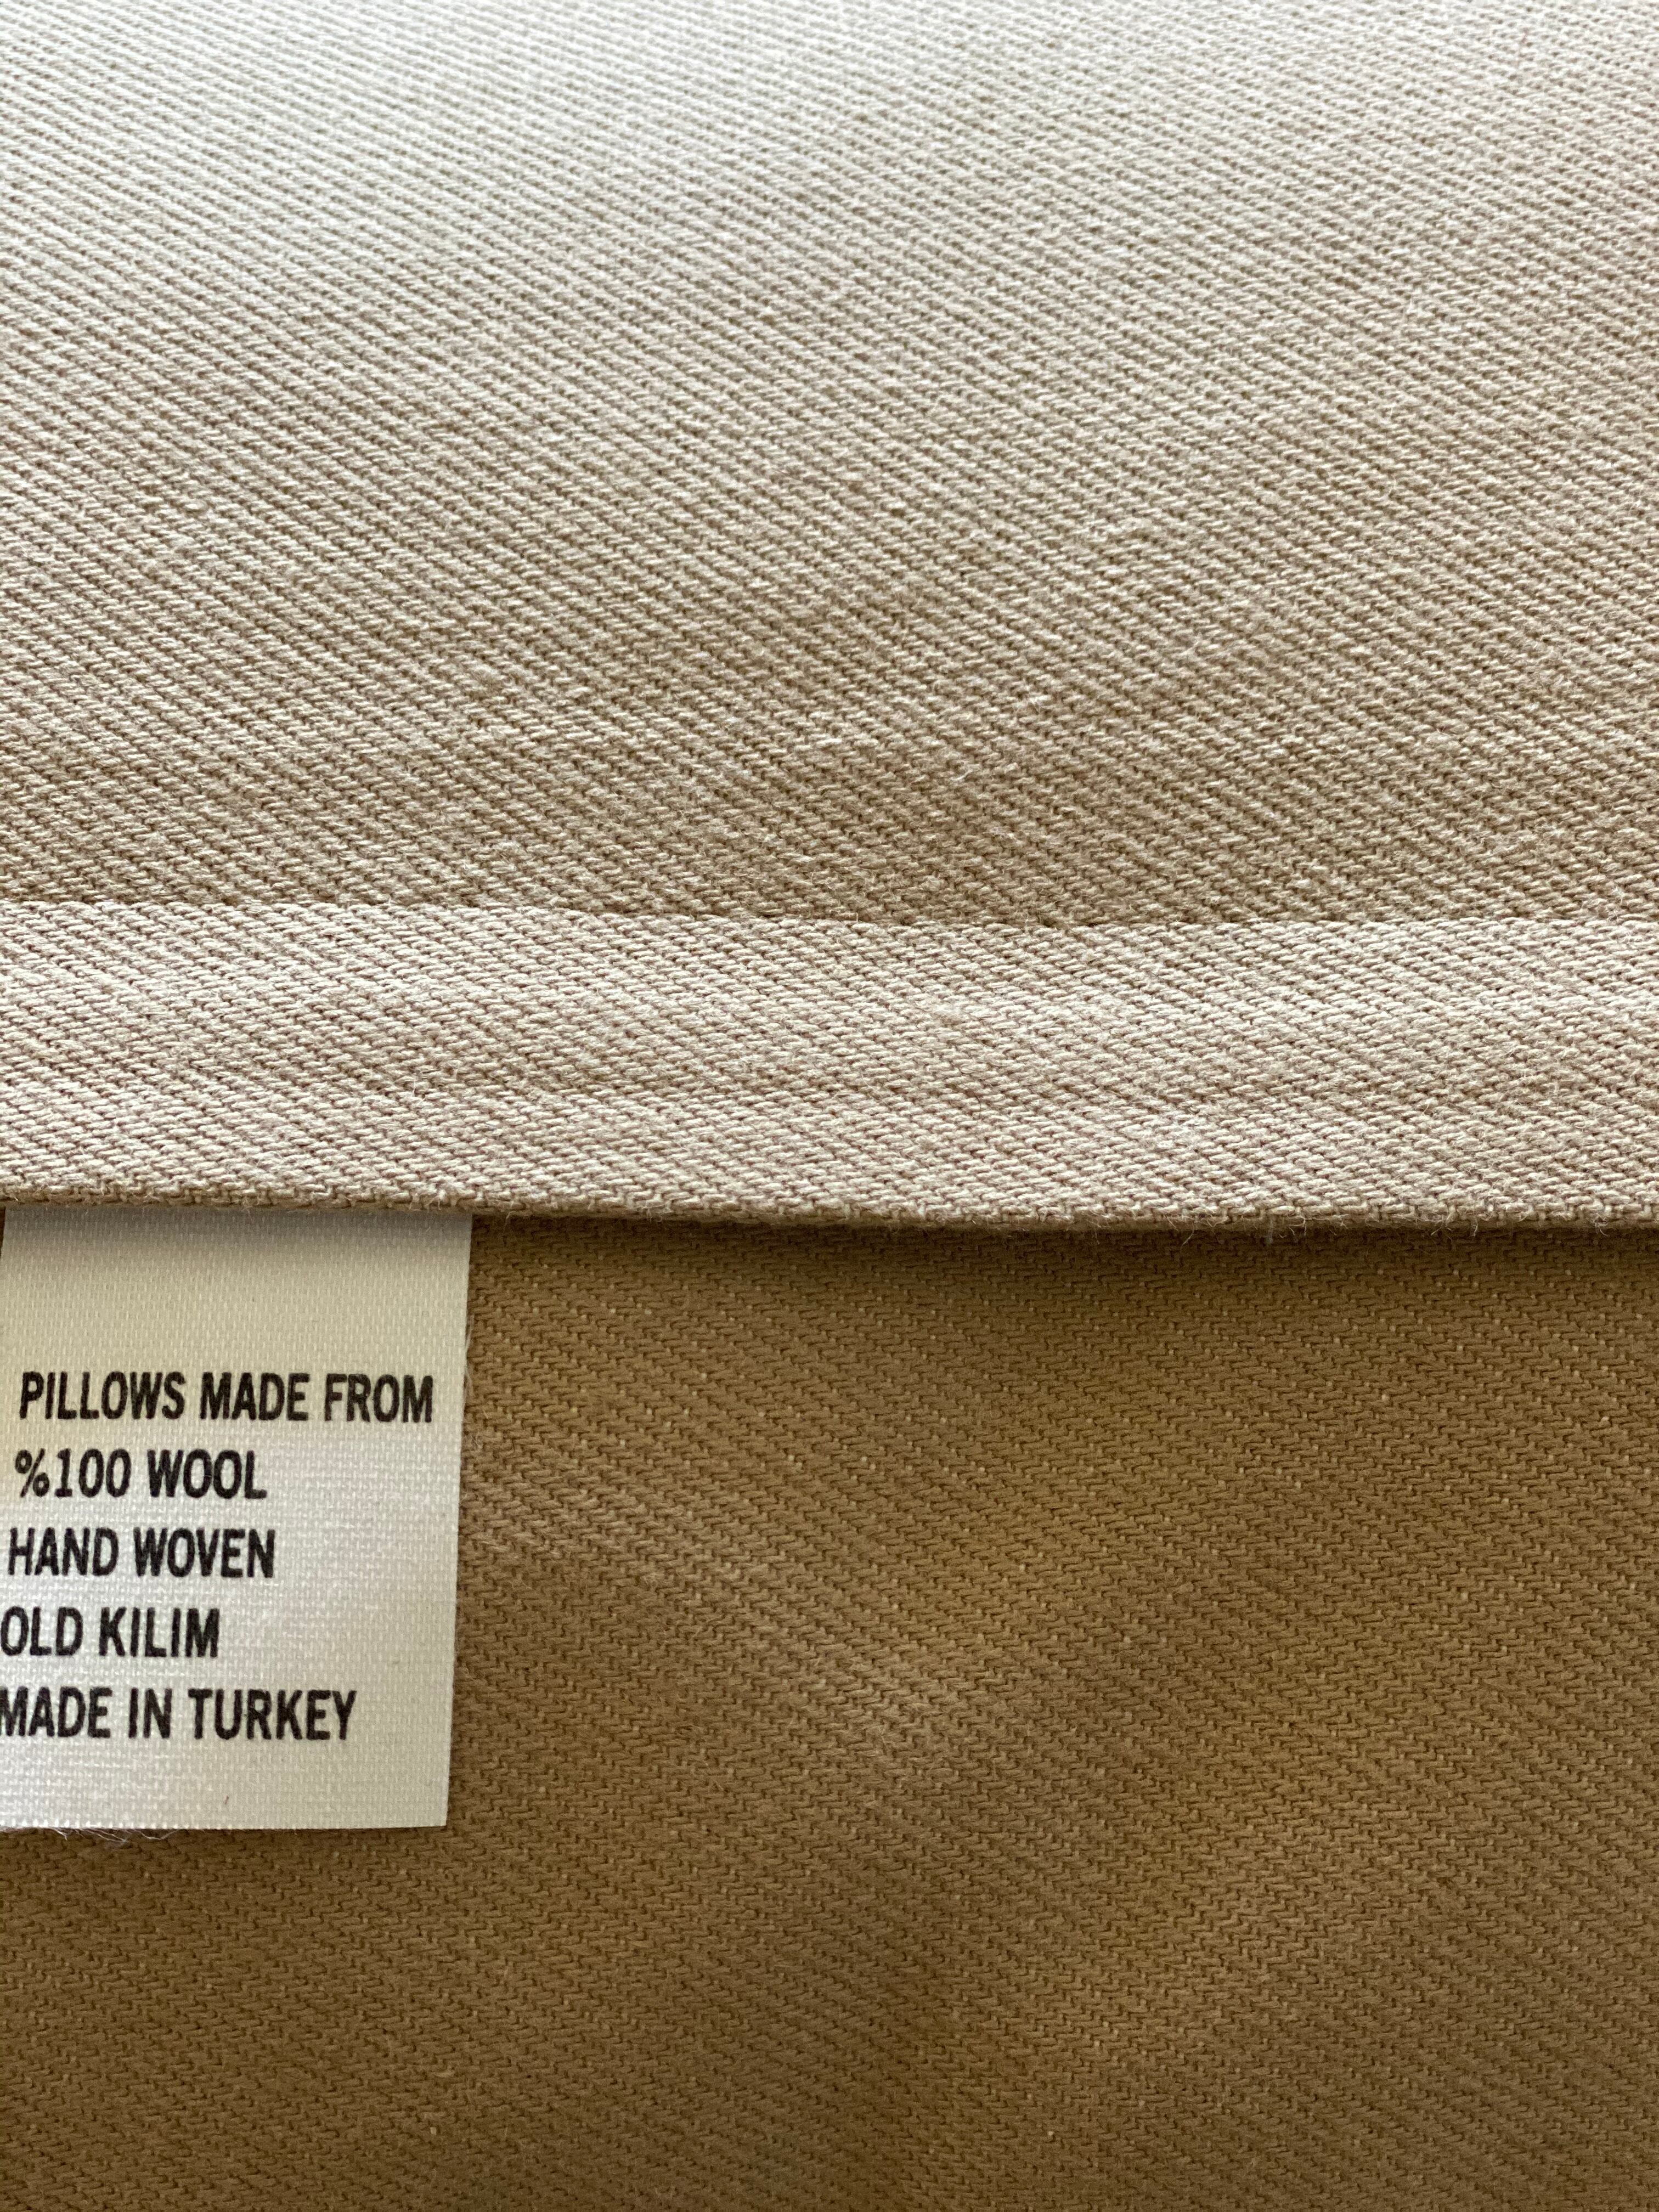 PILLOWS MADE FROM
%100 WOOL
HAND WOVEN
OLD KILIM
MADE IN TURKEY